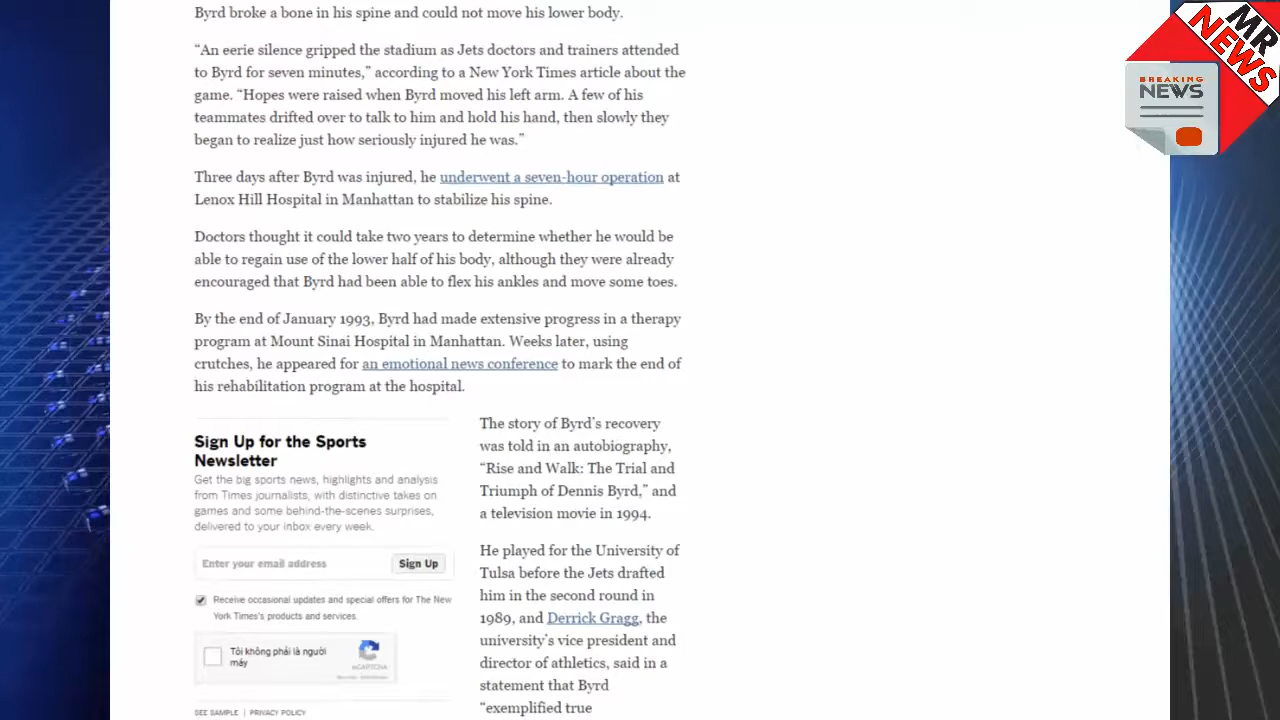 Byrd broke a bone in his spine and could not move his lower body.
“An eerie silence gripped the stadium as Jets doctors and trainers attended
to Byrd for seven minutes,” according to a New York Times article about the
game. “Hopes were raised when Byrd moved his left arm. A few of his
teammates drifted over to talk to him and hold his hand, then slowly they
began to realize just how seriously injured he was.”
Three days after Byrd was injured, he underwent a seven-hour operation at
Lenox Hill Hospital in Manhattan to stabilize his spine.
Doctors thought it could take two years to determine whether he would be
able to regain use of the lower half of his body, although they were already
encouraged that Byrd had been able to flex his ankles and move some toes.
By the end of January 1993, Byrd had made extensive progress in a therapy
program at Mount Sinai Hospital in Manhattan. Weeks later, using
crutches, he appeared for an emotional news conference to mark the end of
his rehabilitation program at the hospital.
Sign Up for the Sports
Newsletter
Get the big sports news, highlights and analysis
from Times journalists, with distinctive takes on
games and some behind-the-scenes surprises,
delivered to your inbox every week.
Enter your email address
Sign Up
Receive occasional updates and special offers for The New
York Times's products and services.
Tôi không phải là người
máy
reCAPTCHA
SEE SAMPLE | PRIVACY POLICY
The story of Byrd’s recovery
was told in an autobiography,
“Rise and Walk: The Trial and
Triumph of Dennis Byrd,” and
a television movie in 1994.
He played for the University of
Tulsa before the Jets drafted
him in the second round in
1989, and Derrick Gragg, the
university’s vice president and
director of athletics, said in a
statement that Byrd
“exemplified true
MR
NEWS
BREAKING
NEWS